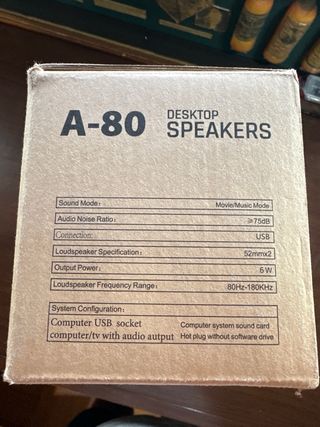 A-80 DESKTOP SPEAKERS
Sound Mode: Movie/Music Mode
Audio Noise Ratio: ≥75dB
Connection: USB
Loudspeaker Specification: 52mmx2
Output Power: 6W
Loudspeaker Frequency Range: 80Hz-180KHz
System Configuration:
Computer USB socket Computer system sound card
computer/tv with audio autput Hot plug without software drive